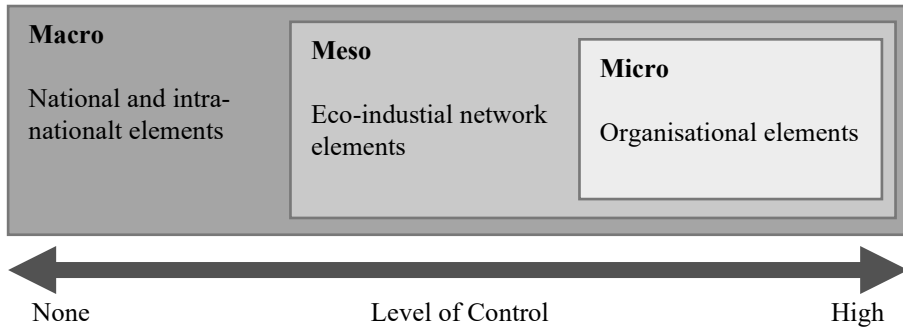 Macro
National and intra-
nationalt elements
Meso
Eco-industial network
elements
Micro
Organisational elements
None
Level of Control
High